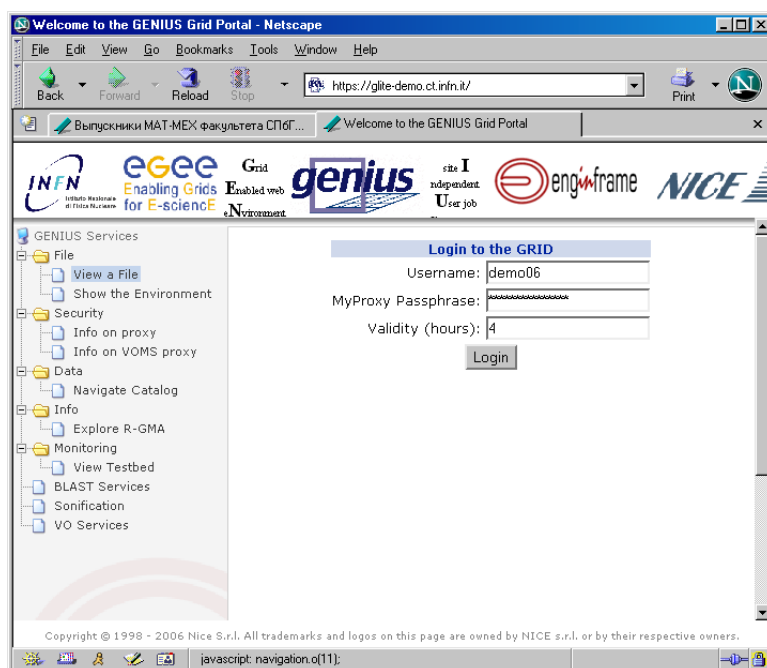 Welcome to the GENIUS Grid Portal - Netscape
File Edit View Go Bookmarks Tools Window Help
Back Forward Reload Stop https://glite-demo.ct.infn.it/ Print
Выпускники МАТ-МЕХ факультета СПбГ... Welcome to the GENIUS Grid Portal
INFN
Istituto Nazionale
di Fisica Nucleare
egee
Enabling Grids
for E-sciencE
Grid
Enabled web
eNvironment
genius
site I
ndependent
User job
enginframe
NICE
GENIUS Services
File
View a File
Show the Environment
Security
Info on proxy
Info on VOMS proxy
Data
Navigate Catalog
Info
Explore R-GMA
Monitoring
View Testbed
BLAST Services
Sonification
VO Services
Login to the GRID
Username: demo06
MyProxy Passphrase: ****************
Validity (hours): 4
Login
Copyright © 1998 - 2006 Nice S.r.l. All trademarks and logos on this page are owned by NICE s.r.l. or by their respective owners.
javascript: navigation.o(11);